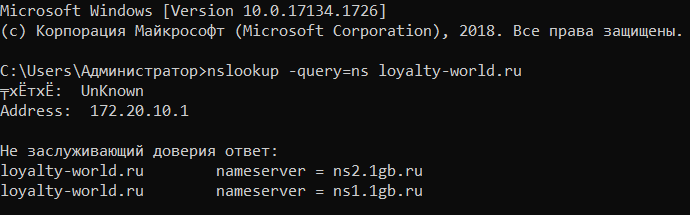 Microsoft Windows [Version 10.0.17134.1726]
(c) Корпорация Майкрософт (Microsoft Corporation), 2018. Все права защищены.
C:\Users\Администратор>nslookup -query=ns loyalty-world.ru
╤хЁтхЁ:  UnKnown
Address:  172.20.10.1
Не заслуживающий доверия ответ:
loyalty-world.ru        nameserver = ns2.1gb.ru
loyalty-world.ru        nameserver = ns1.1gb.ru